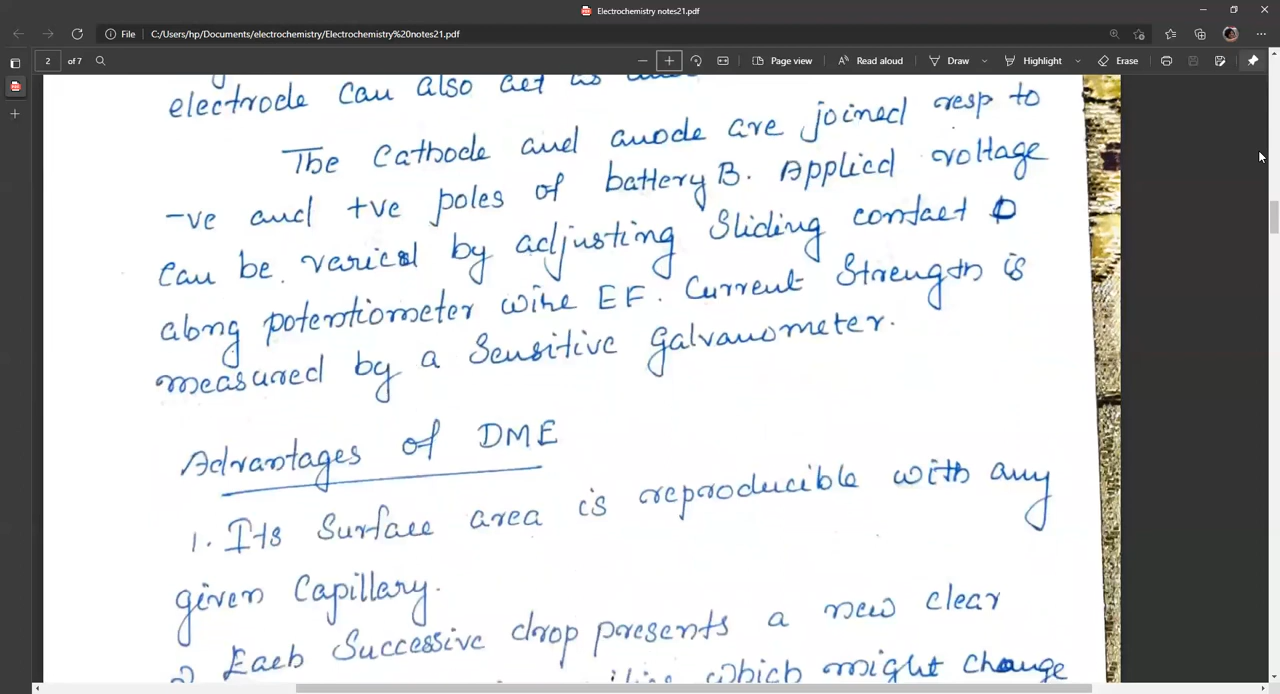 Electrochemistry notes21.pdf
File C:/Users/hp/Documents/electrochemistry/Electrochemistry%20notes21.pdf
2 of 7 Page view Read aloud Draw Highlight Erase
electrode can also act as
The Cathode and anode are joined resp to
-ve and +ve poles of battery B. Applied voltage
can be varied by adjusting Sliding contact D
along potentiometer wire EF. Current Strength is
measured by a Sensitive Galvanometer.
Advantages of DME
1. Its Surface area is reproducible with any
given Capillary.
2) Each Successive drop presents a new clear
which might change